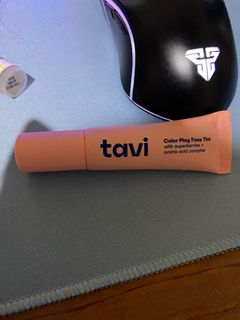 tavi
Color Play Face Tint
with superberries +
amino acid complex